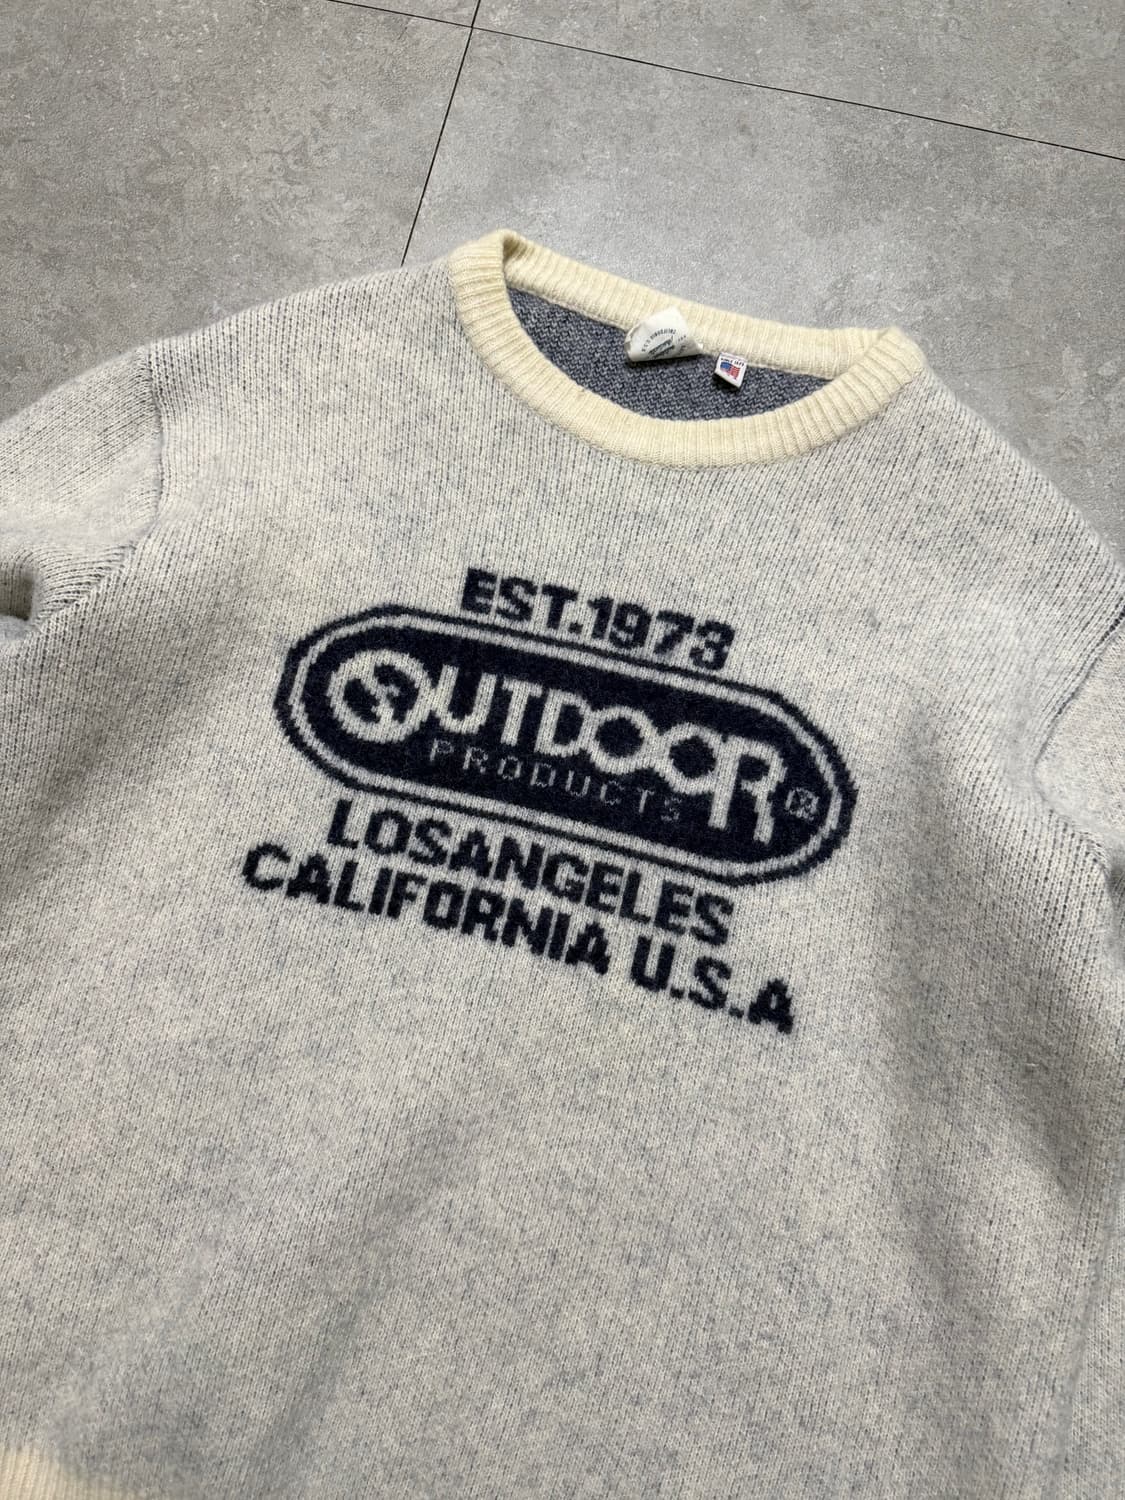 EST.1973
OUTDOOR
PRODUCTS ®
LOSANGELES
CALIFORNIA U.S.A